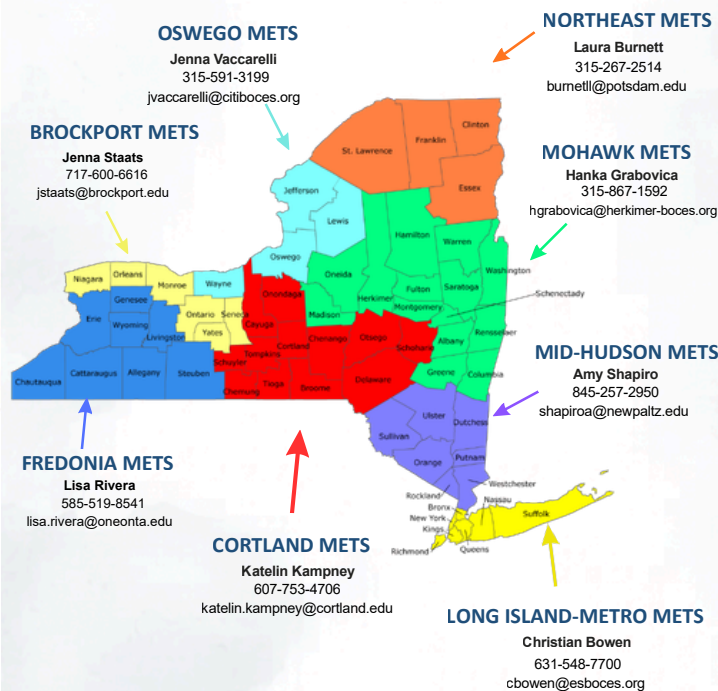 OSWEGO METS
Jenna Vaccarelli
315-591-3199
jvaccarelli@citiboces.org
NORTHEAST METS
Laura Burnett
315-267-2514
burnetll@potsdam.edu
BROCKPORT METS
Jenna Staats
717-600-6616
jstaats@brockport.edu
MOHAWK METS
Hanka Grabovica
315-867-1592
hgrabovica@herkimer-boces.org
Clinton
Franklin
St. Lawrence
Essex
Jefferson
Lewis
Hamilton
Warren
Oswego
Washington
Oneida
Niagara
Orleans
Monroe
Wayne
Fulton
Saratoga
Herkimer
Montgomery
Schenectady
Genesee
Onondaga
Madison
Ontario
Seneca
Cayuga
Erie
Wyoming
Livingston
Yates
Cortland
Chenango
Otsego
Schoharie
Albany
Rensselaer
Tompkins
Schuyler
Chautauqua
Cattaraugus
Allegany
Steuben
Chemung
Tioga
Broome
Delaware
Greene
Columbia
MID-HUDSON METS
Amy Shapiro
845-257-2950
shapiroa@newpaltz.edu
Ulster
Dutchess
Sullivan
Orange
Putnam
Rockland
Westchester
Bronx
Nassau
New York
Kings
Suffolk
Richmond
Queens
FREDONIA METS
Lisa Rivera
585-519-8541
lisa.rivera@oneonta.edu
CORTLAND METS
Katelin Kampney
607-753-4706
katelin.kampney@cortland.edu
LONG ISLAND-METRO METS
Christian Bowen
631-548-7700
cbowen@esboces.org